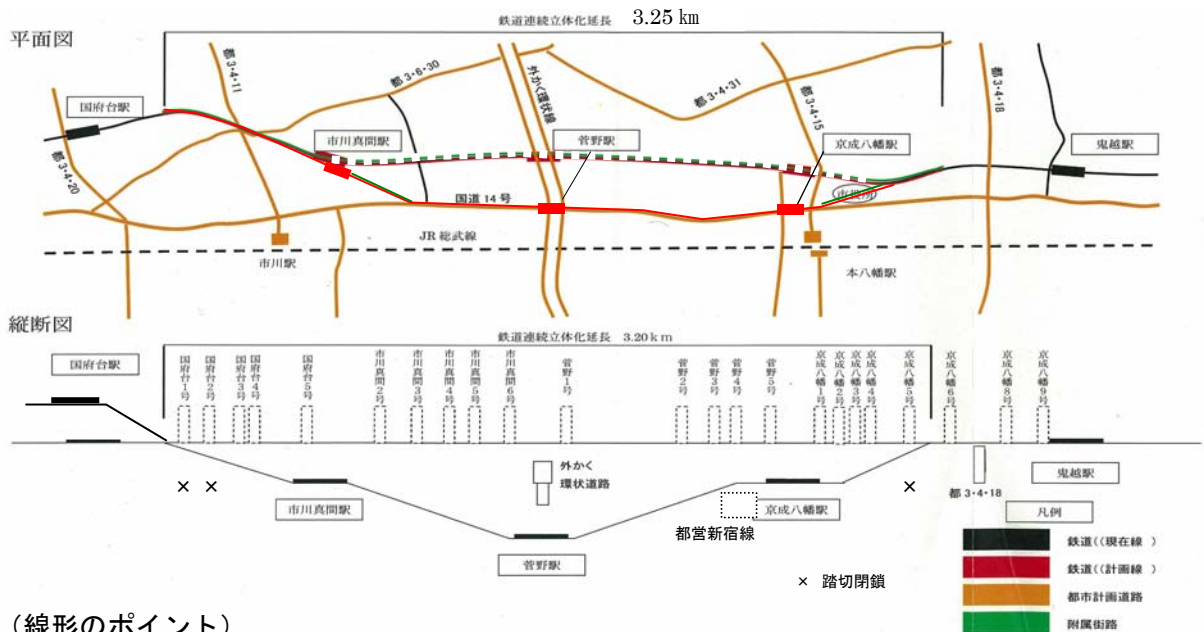 鉄道連続立体化延長 3.25 ㎞
平面図
都3・4・11
都3・6・30
外かく環状線
都3・4・31
都3・4・15
都3・4・18
国府台駅
市川真間駅
菅野駅
京成八幡駅
鬼越駅
都3・4・20
国道14号
市役所
JR総武線
市川駅
本八幡駅
縦断図
鉄道連続立体化延長 3.20km
国府台駅
国府台1号
国府台2号
国府台3号
国府台4号
国府台5号
市川真間2号
市川真間3号
市川真間4号
市川真間5号
市川真間6号
菅野1号
菅野2号
菅野3号
菅野4号
菅野5号
京成八幡1号
京成八幡2号
京成八幡3号
京成八幡4号
京成八幡5号
京成八幡6号
京成八幡8号
京成八幡9号
外かく
環状道路
鬼越駅
× ×
×
都3・4・18
市川真間駅
京成八幡駅
凡例
都営新宿線
鉄道((現在線 )
菅野駅
鉄道((計画線 )
× 踏切閉鎖
都市計画道路
附属街路
(線形のポイント)